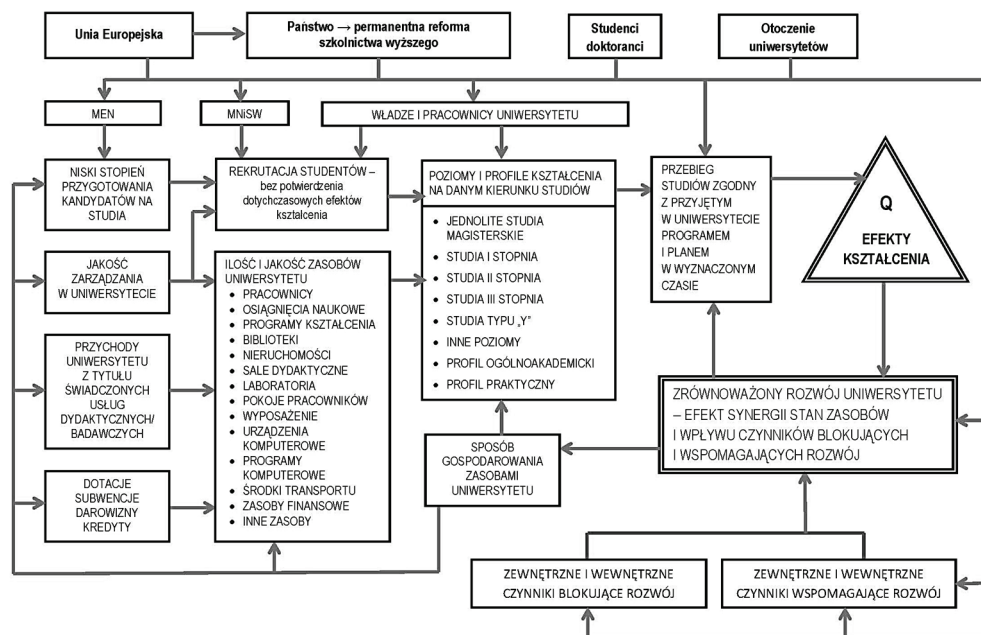 Unia Europejska
Państwo → permanentna reforma
szkolnictwa wyższego
Studenci
doktoranci
Otoczenie
uniwersytetów
MEN
MNiSW
WŁADZE I PRACOWNICY UNIWERSYTETU
NISKI STOPIEŃ
PRZYGOTOWANIA
KANDYDATÓW NA
STUDIA
REKRUTACJA STUDENTÓW –
bez potwierdzenia
dotychczasowych efektów
kształcenia
POZIOMY I PROFILE KSZTAŁCENIA
NA DANYM KIERUNKU STUDIÓW
• JEDNOLITE STUDIA
MAGISTERSKIE
• STUDIA I STOPNIA
• STUDIA II STOPNIA
• STUDIA III STOPNIA
• STUDIA TYPU „Y”
• INNE POZIOMY
• PROFIL OGÓLNOAKADEMICKI
• PROFIL PRAKTYCZNY
PRZEBIEG
STUDIÓW ZGODNY
Z PRZYJĘTYM
W UNIWERSYTECIE
PROGRAMEM
I PLANEM
W WYZNACZONYM
CZASIE
Q
EFEKTY
KSZTAŁCENIA
JAKOŚĆ
ZARZĄDZANIA
W UNIWERSYTECIE
ILOŚĆ I JAKOŚĆ ZASOBÓW
UNIWERSYTETU
• PRACOWNICY
• OSIĄGNIĘCIA NAUKOWE
• PROGRAMY KSZTAŁCENIA
• BIBLIOTEKI
• NIERUCHOMOŚCI
• SALE DYDAKTYCZNE
• LABORATORIA
• POKOJE PRACOWNIKÓW
• WYPOSAŻENIE
• URZĄDZENIA
KOMPUTEROWE
• PROGRAMY
KOMPUTEROWE
• ŚRODKI TRANSPORTU
• ZASOBY FINANSOWE
• INNE ZASOBY
PRZYCHODY
UNIWERSYTETU
Z TYTUŁU
ŚWIADCZONYCH
USŁUG
DYDAKTYCZNYCH/
BADAWCZYCH
DOTACJE
SUBWENCJE
DAROWIZNY
KREDYTY
SPOSÓB
GOSPODAROWANIA
ZASOBAMI
UNIWERSYTETU
ZRÓWNOWAŻONY ROZWÓJ UNIWERSYTETU
– EFEKT SYNERGII STAN ZASOBÓW
I WPŁYWU CZYNNIKÓW BLOKUJĄCYCH
I WSPOMAGAJĄCYCH ROZWÓJ
ZEWNĘTRZNE I WEWNĘTRZNE
CZYNNIKI BLOKUJĄCE ROZWÓJ
ZEWNĘTRZNE I WEWNĘTRZNE
CZYNNIKI WSPOMAGAJĄCE ROZWÓJ